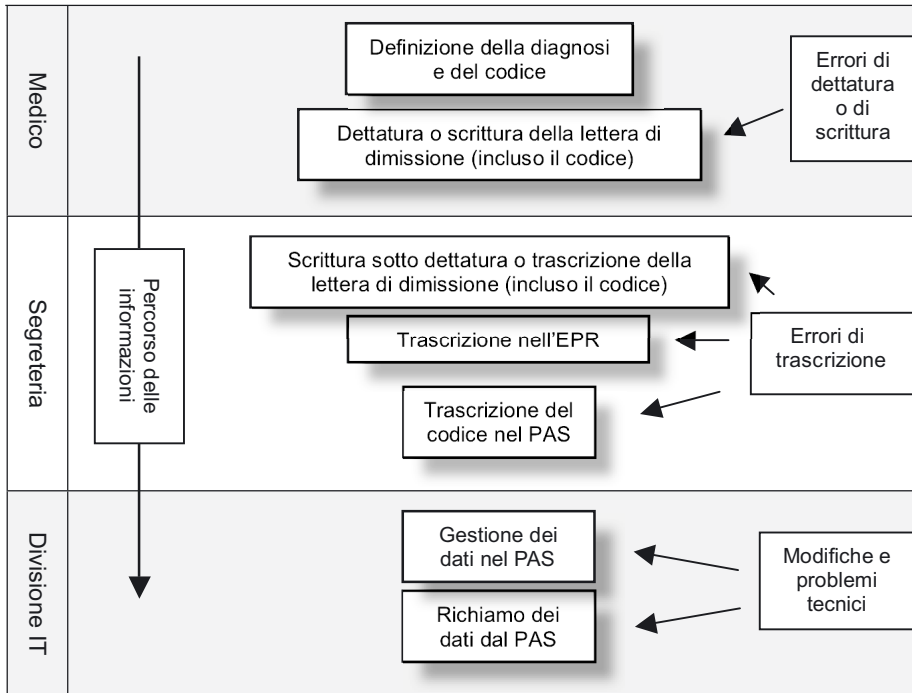 Medico
Definizione della diagnosi
e del codice
Dettatura o scrittura della lettera di
dimissione (incluso il codice)
Errori di
dettatura
o di
scrittura
Segreteria
Percorso delle
informazioni
Scrittura sotto dettatura o trascrizione della
lettera di dimissione (incluso il codice)
Trascrizione nell'EPR
Trascrizione del
codice nel PAS
Errori di
trascrizione
Divisione IT
Gestione dei
dati nel PAS
Richiamo dei
dati dal PAS
Modifiche e
problemi
tecnici